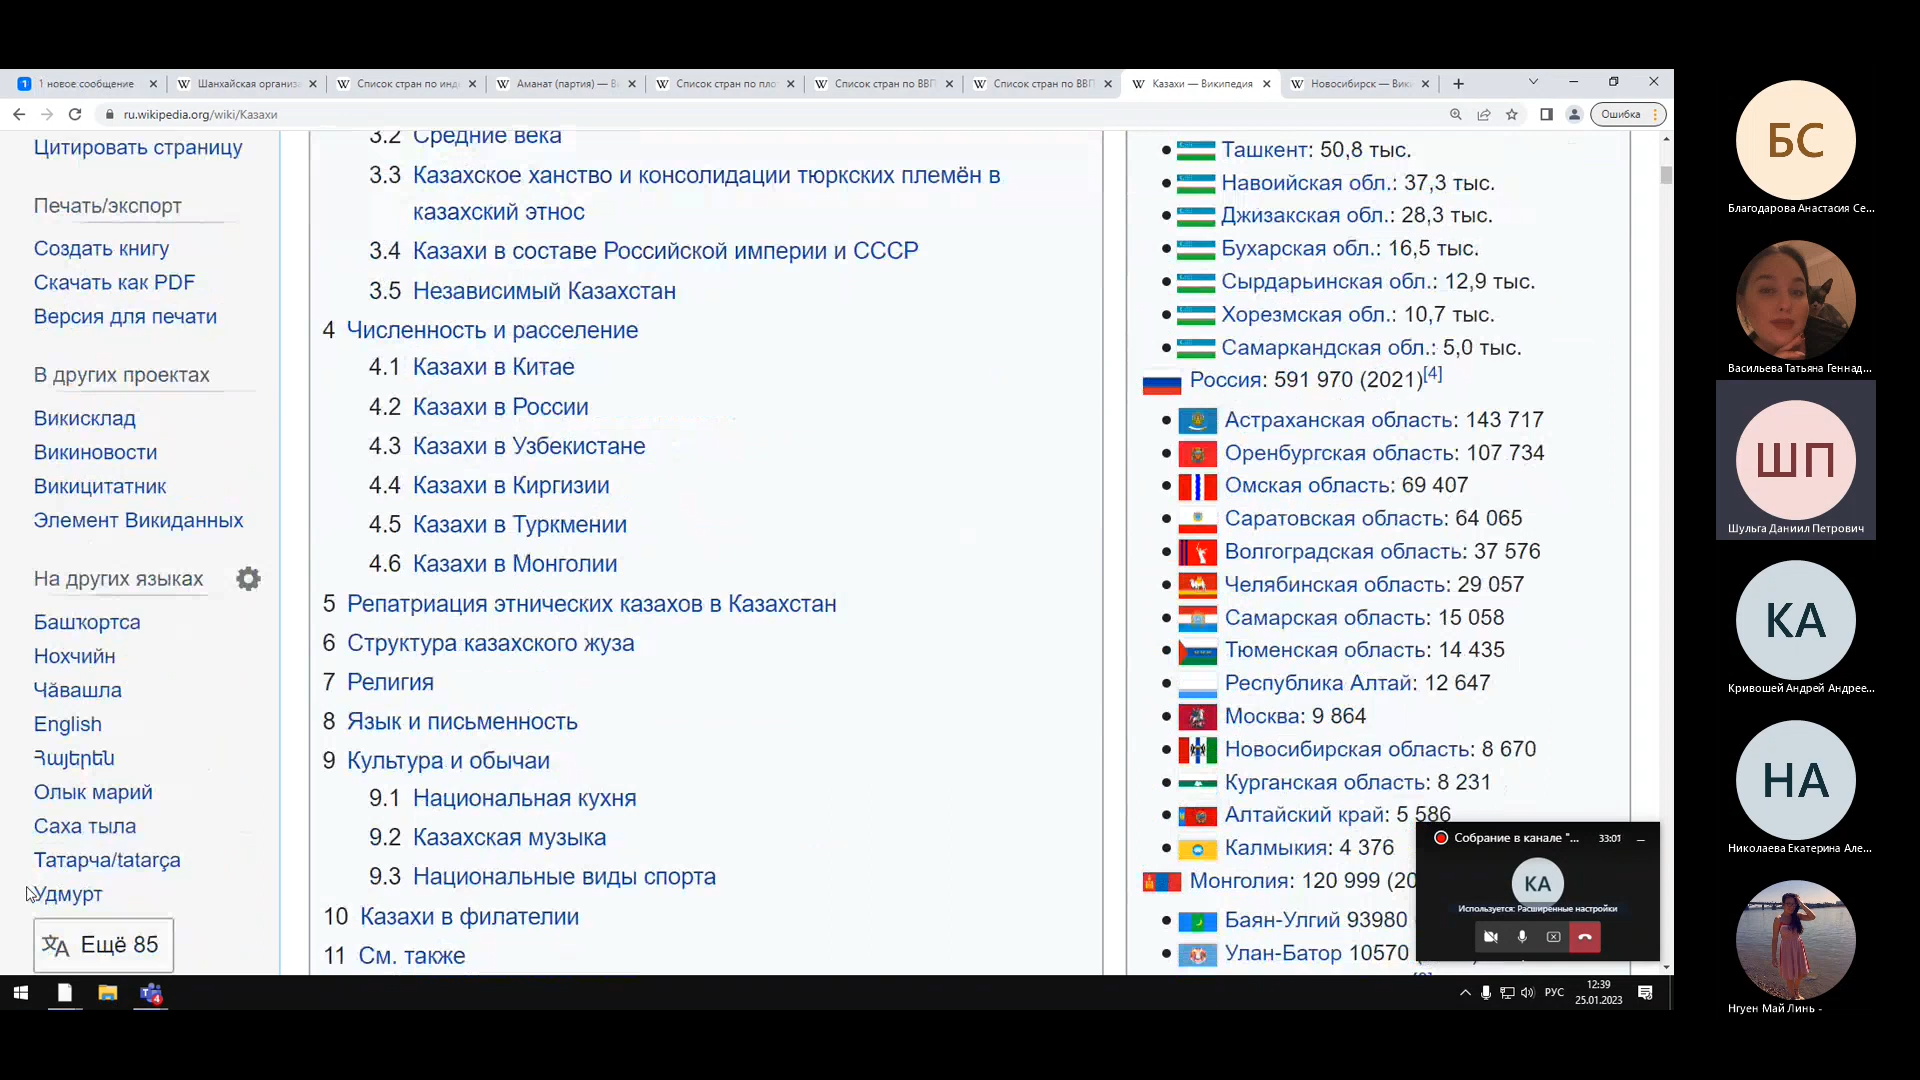 1 новое сообщение
Шанхайская организ
Список стран по инд
Аманат (партия) — В
Список стран по пло
Список стран по ВВП
Список стран по ВВП
Казахи — Википедия
Новосибирск — Вики
ru.wikipedia.org/wiki/Казахи
Ошибка
Цитировать страницу
Печать/экспорт
Создать книгу
Скачать как PDF
Версия для печати
В других проектах
Викисклад
Викиновости
Викицитатник
Элемент Викиданных
На других языках
Башҡортса
Нохчийн
Чӑвашла
English
Հայերեն
Олык марий
Саха тыла
Татарча/tatarça
Удмурт
Ещё 85
3.2 Средние века
3.3 Казахское ханство и консолидации тюркских племён в
казахский этнос
3.4 Казахи в составе Российской империи и СССР
3.5 Независимый Казахстан
4 Численность и расселение
4.1 Казахи в Китае
4.2 Казахи в России
4.3 Казахи в Узбекистане
4.4 Казахи в Киргизии
4.5 Казахи в Туркмении
4.6 Казахи в Монголии
5 Репатриация этнических казахов в Казахстан
6 Структура казахского жуза
7 Религия
8 Язык и письменность
9 Культура и обычаи
9.1 Национальная кухня
9.2 Казахская музыка
9.3 Национальные виды спорта
10 Казахи в филателии
11 См. также
Ташкент: 50,8 тыс.
Навоийская обл.: 37,3 тыс.
Джизакская обл.: 28,3 тыс.
Бухарская обл.: 16,5 тыс.
Сырдарьинская обл.: 12,9 тыс.
Хорезмская обл.: 10,7 тыс.
Самаркандская обл.: 5,0 тыс.
Россия: 591 970 (2021)[4]
Астраханская область: 143 717
Оренбургская область: 107 734
Омская область: 69 407
Саратовская область: 64 065
Волгоградская область: 37 576
Челябинская область: 29 057
Самарская область: 15 058
Тюменская область: 14 435
Республика Алтай: 12 647
Москва: 9 864
Новосибирская область: 8 670
Курганская область: 8 231
Алтайский край: 5 586
Калмыкия: 4 376
Монголия: 120 999 (20
Баян-Улгий 93980
Улан-Батор 10570
Собрание в канале "...
33:01
КА
Используется: Расширенные настройки
РУС
12:39
25.01.2023
БС
Благодарова Анастасия Се...
Васильева Татьяна Геннад...
ШП
Шульга Даниил Петрович
КА
Кривошей Андрей Андрее...
НА
Николаева Екатерина Але...
Нгуен Май Линь -